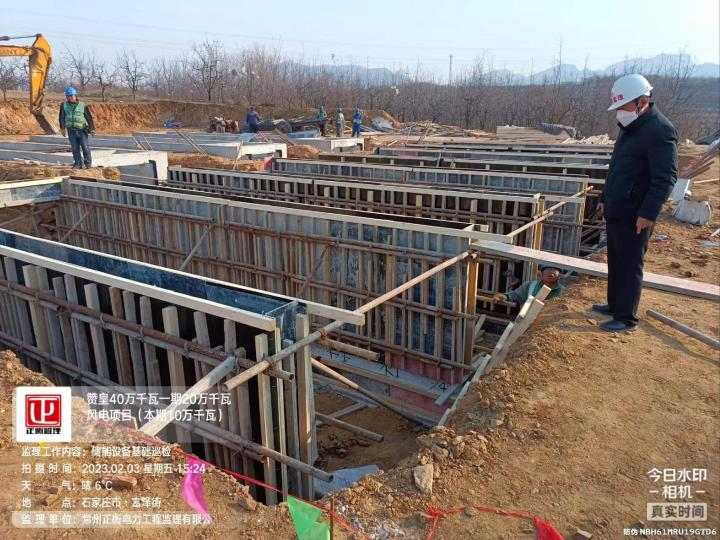 赞皇40万千瓦一期20万千瓦
风电项目（本期10万千瓦）
正衡监理
监理工作内容：储能设备基础巡检
拍 摄 时 间：2023.02.03 星期五 15:24
天 气：晴 6℃
地 点：石家庄市·富泽街
监 理 单 位：常州正衡电力工程监理有限公司
今日水印
相机
真实时间
防伪 NBH61MRU19GTD6